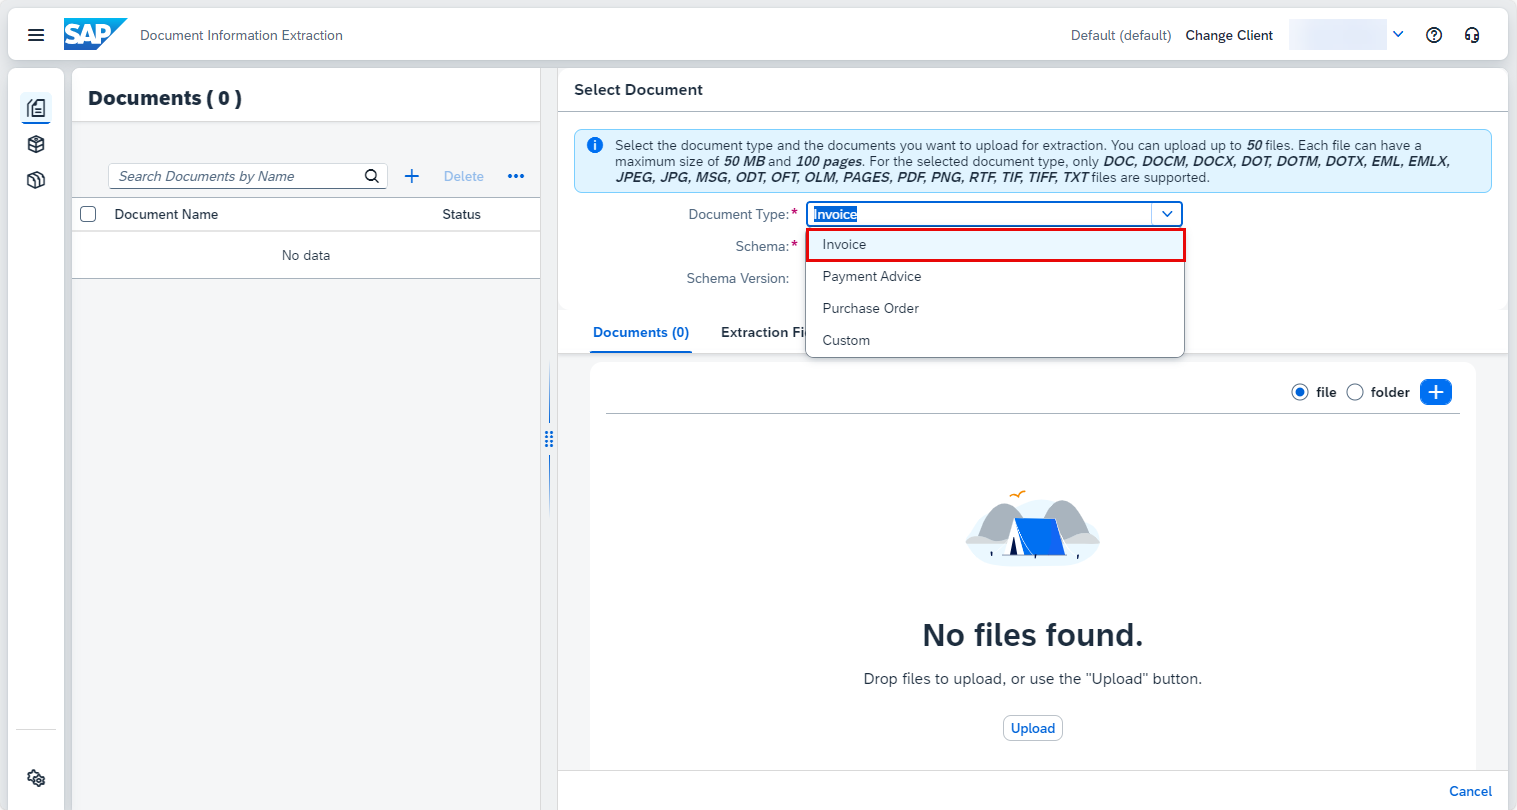 SAP Document Information Extraction Default (default) Change Client
Documents ( 0 )
Search Documents by Name Delete
Document Name Status
No data
Select Document
Select the document type and the documents you want to upload for extraction. You can upload up to 50 files. Each file can have a
maximum size of 50 MB and 100 pages. For the selected document type, only DOC, DOCM, DOCX, DOT, DOTM, DOTX, EML, EMLX,
JPEG, JPG, MSG, ODT, OFT, OLM, PAGES, PDF, PNG, RTF, TIF, TIFF, TXT files are supported.
Document Type:* Invoice
Schema:*
Schema Version:
Invoice
Payment Advice
Purchase Order
Custom
Documents (0) Extraction Fi
file folder
No files found.
Drop files to upload, or use the "Upload" button.
Upload
Cancel